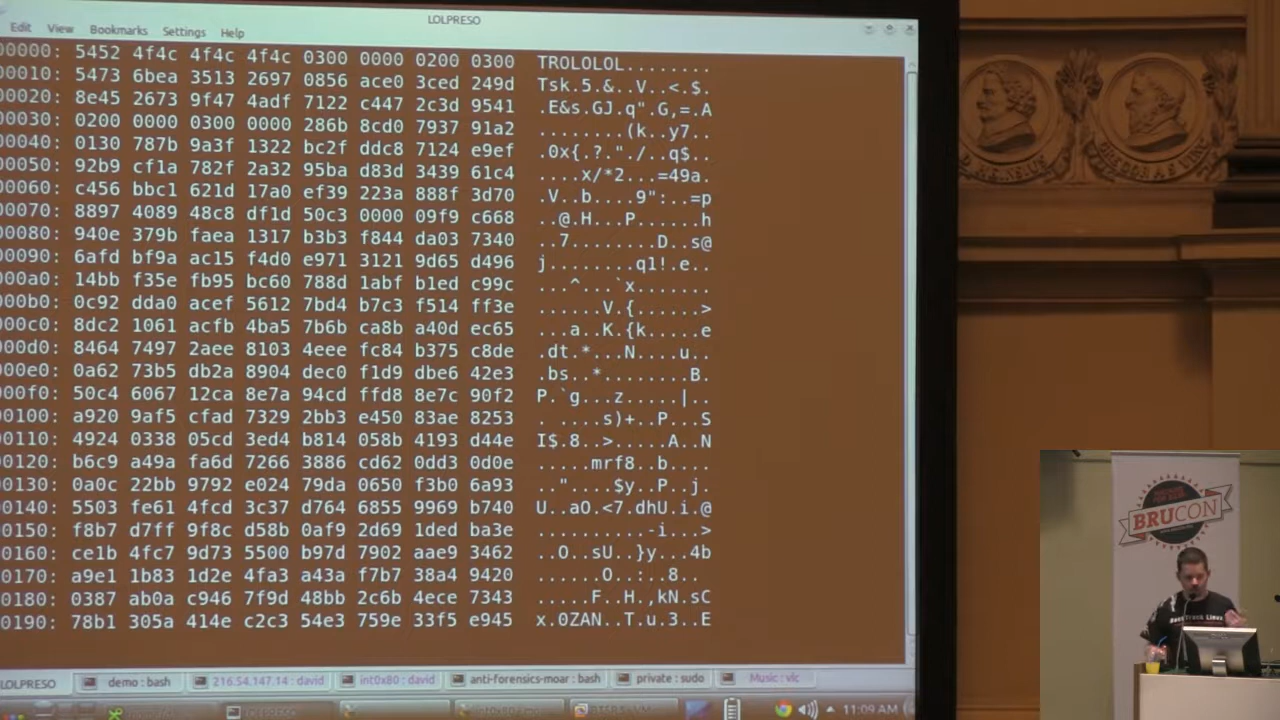 LOLPRESO
Edit View Bookmarks Settings Help
00000: 5452 4f4c 4f4c 4f4c 0300 0000 0200 0300 TROLOLOL........
00010: 5473 6bea 3513 2697 0856 ace0 3ced 249d Tsk.5.&..V..<.$.
00020: 8e45 2673 9f47 4adf 7122 c447 2c3d 9541 .E&s.GJ.q".G,=.A
00030: 0200 0000 0300 0000 286b 8cd0 7937 91a2 ........(k..y7..
00040: 0130 787b 9a3f 1322 bc2f ddc8 7124 e9ef .0x{.?."./..q$..
00050: 92b9 cf1a 782f 2a32 95ba d83d 3439 61c4 ....x/*2...=49a.
00060: c456 bbc1 621d 17a0 ef39 223a 888f 3d70 .V..b....9":..=p
00070: 8897 4089 48c8 df1d 50c3 0000 09f9 c668 ..@.H...P......h
00080: 940e 379b faea 1317 b3b3 f844 da03 7340 ..7........D..s@
00090: 6afd bf9a ac15 f4d0 e971 3121 9d65 d496 j........q1!.e..
000a0: 14bb f35e fb95 bc60 788d 1abf b1ed c99c ...^...`x.......
000b0: 0c92 dda0 acef 5612 7bd4 b7c3 f514 ff3e ......V.{......>
000c0: 8dc2 1061 acfb 4ba5 7b6b ca8b a40d ec65 ...a..K.{k.....e
000d0: 8464 7497 2aee 8103 4eee fc84 b375 c8de .dt.*...N....u..
000e0: 0a62 73b5 db2a 8904 dec0 f1d9 dbe6 42e3 .bs..*........B.
000f0: 50c4 6067 12ca 8e7a 94cd ffd8 8e7c 90f2 P.`g...z.....|..
00100: a920 9af5 cfad 7329 2bb3 e450 83ae 8253 . ....s)+..P...S
00110: 4924 0338 05cd 3ed4 b814 058b 4193 d44e I$.8..>.....A..N
00120: b6c9 a49a fa6d 7266 3886 cd62 0dd3 0d0e .....mrf8..b....
00130: 0a0c 22bb 9792 e024 79da 0650 f3b0 6a93 .."....$y..P..j.
00140: 5503 fe61 4fcd 3c37 d764 6855 9969 b740 U..aO.<7.dhU.i.@
00150: f8b7 d7ff 9f8c d58b 0af9 2d69 1ded ba3e ..........-i...>
00160: ce1b 4fc7 9d73 5500 b97d 7902 aae9 3462 ..O..sU..}y...4b
00170: a9e1 1b83 1d2e 4fa3 a43a f7b7 38a4 9420 ......O..:..8..
00180: 0387 ab0a c946 7f9d 48bb 2c6b 4ece 7343 .....F..H.,kN.sC
00190: 78b1 305a 414e c2c3 54e3 759e 33f5 e945 x.0ZAN..T.u.3..E
LOLPRESO demo : bash 216.54.147.14 : david int0x80 : david anti-forensics-moar : bash private : sudo Music : vlc
11:09 AM
BRUCON